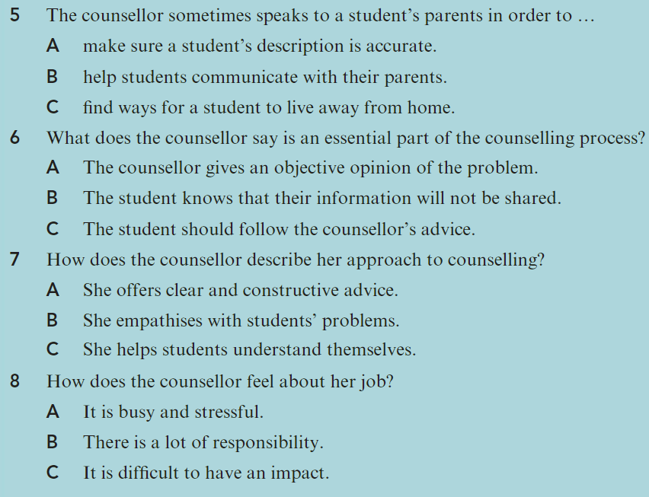 5 The counsellor sometimes speaks to a student’s parents in order to …
A make sure a student’s description is accurate.
B help students communicate with their parents.
C find ways for a student to live away from home.
6 What does the counsellor say is an essential part of the counselling process?
A The counsellor gives an objective opinion of the problem.
B The student knows that their information will not be shared.
C The student should follow the counsellor’s advice.
7 How does the counsellor describe her approach to counselling?
A She offers clear and constructive advice.
B She empathises with students’ problems.
C She helps students understand themselves.
8 How does the counsellor feel about her job?
A It is busy and stressful.
B There is a lot of responsibility.
C It is difficult to have an impact.